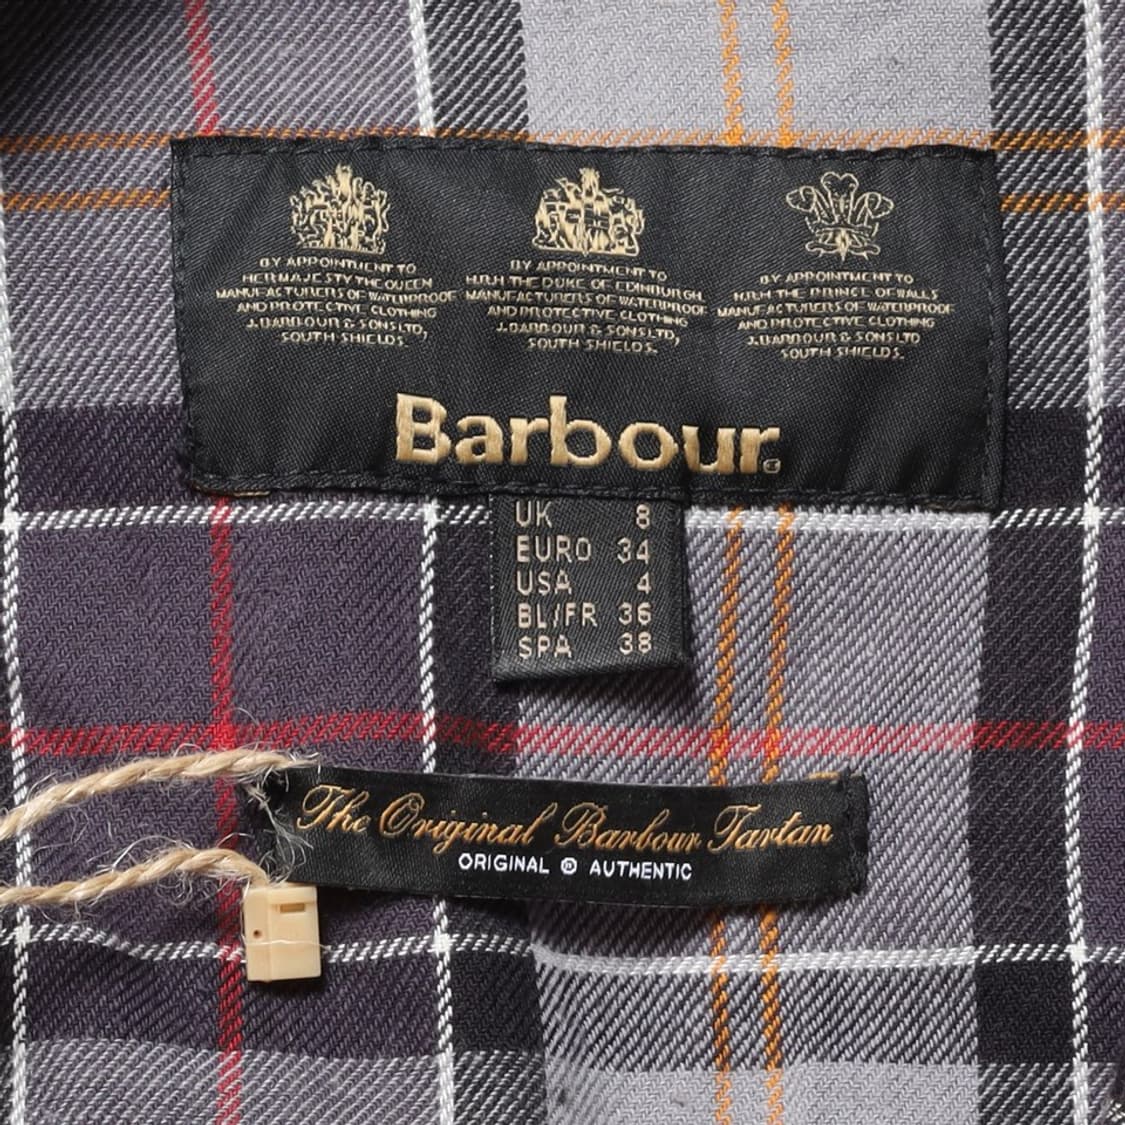 BY APPOINTMENT TO
HER MAJESTY THE QUEEN
MANUFACTURERS OF WATERPROOF
AND PROTECTIVE CLOTHING
J.BARBOUR & SONS LTD,
SOUTH SHIELDS.
BY APPOINTMENT TO
H.R.H THE DUKE OF EDINBURGH
MANUFACTURERS OF WATERPROOF
AND PROTECTIVE CLOTHING
J.BARBOUR & SONS LTD,
SOUTH SHIELDS.
BY APPOINTMENT TO
H.R.H THE PRINCE OF WALES
MANUFACTURERS OF WATERPROOF
AND PROTECTIVE CLOTHING
J.BARBOUR & SONS LTD
SOUTH SHIELDS.
Barbour®
UK 8
EURO 34
USA 4
BL/FR 36
SPA 38
The Original Barbour Tartan
ORIGINAL ® AUTHENTIC